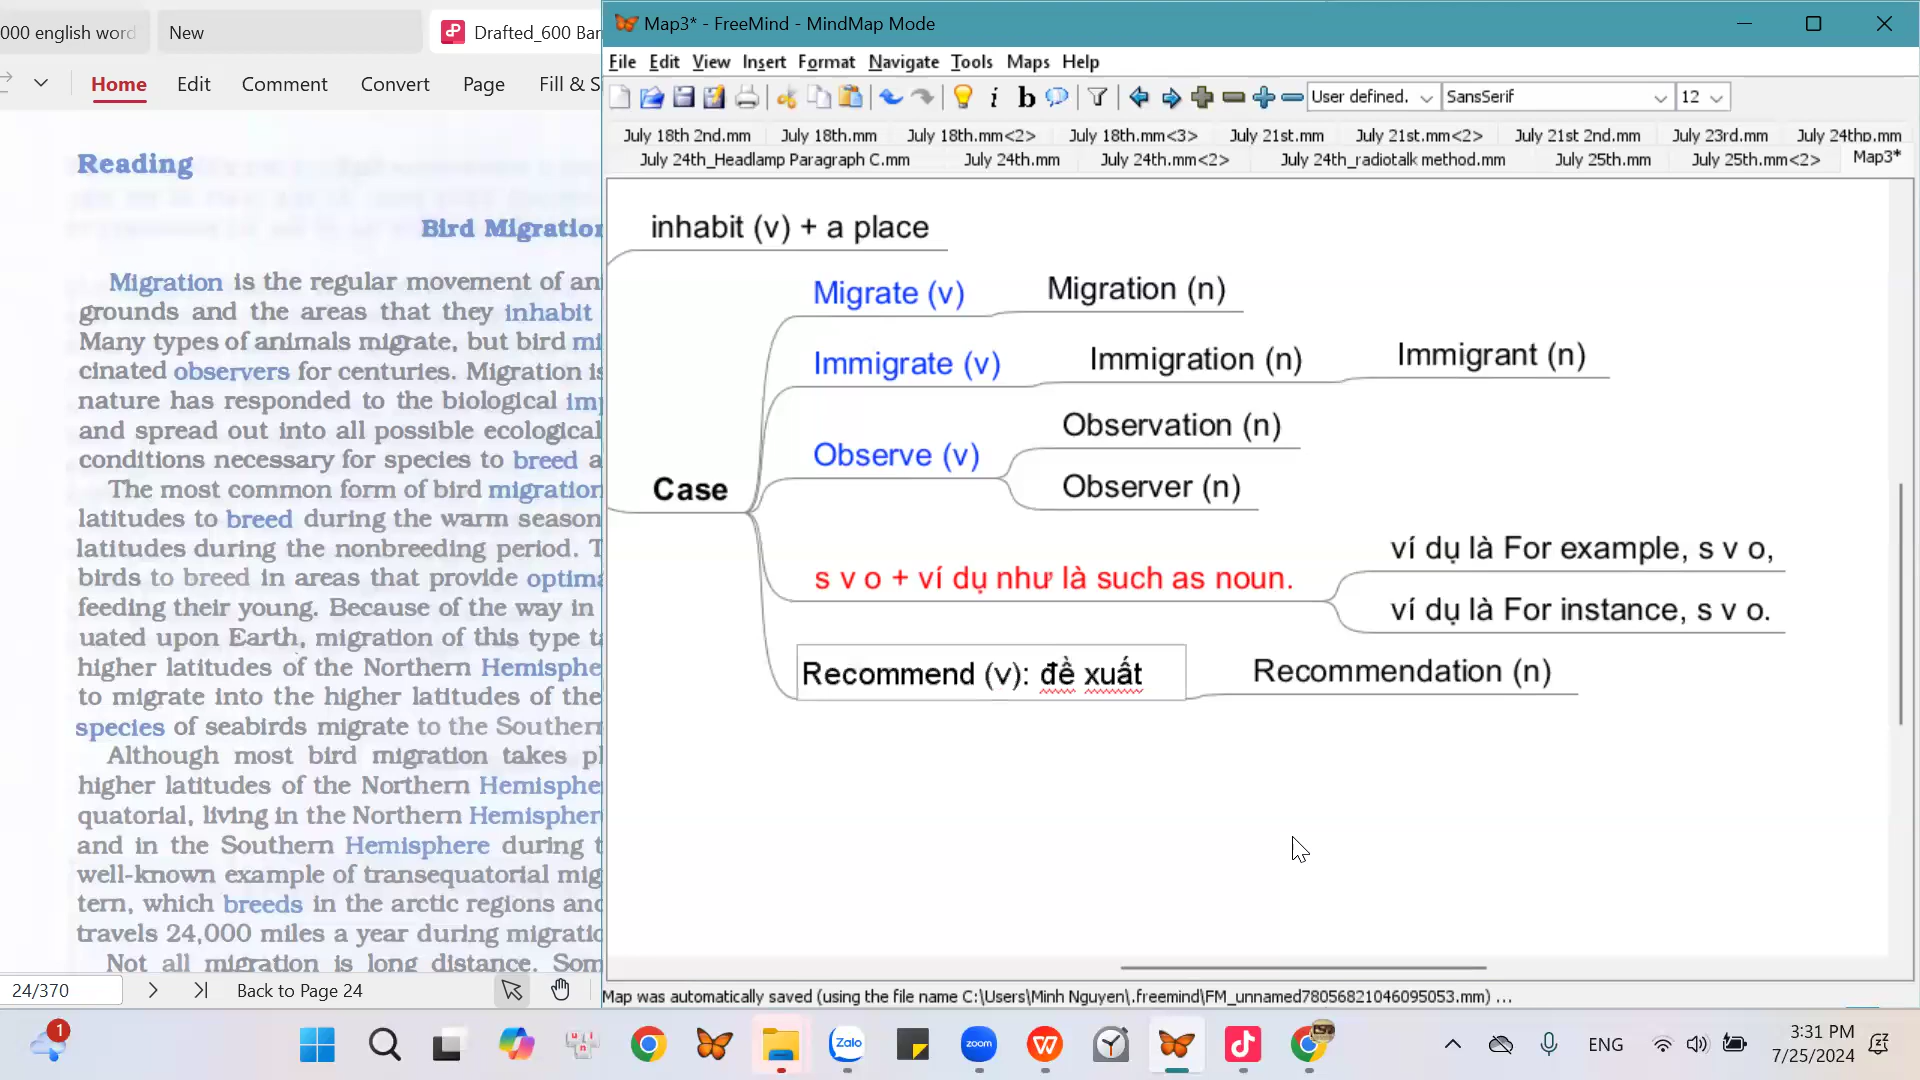 000 english word
New
Drafted_600 Bar
Home Edit Comment Convert Page Fill & S
Reading
Bird Migration
Migration is the regular movement of an
grounds and the areas that they inhabit
Many types of animals migrate, but bird mi
cinated observers for centuries. Migration is
nature has responded to the biological imp
and spread out into all possible ecological
conditions necessary for species to breed a
The most common form of bird migration
latitudes to breed during the warm season
latitudes during the nonbreeding period. T
birds to breed in areas that provide optima
feeding their young. Because of the way in
uated upon Earth, migration of this type ta
higher latitudes of the Northern Hemisphe
to migrate into the higher latitudes of the
species of seabirds migrate to the Southern
Although most bird migration takes pl
higher latitudes of the Northern Hemisphe
quatorial, living in the Northern Hemispher
and in the Southern Hemisphere during t
well-known example of transequatorial mig
tern, which breeds in the arctic regions and
travels 24,000 miles a year during migratio
Not all migration is long distance. Som
24/370
Back to Page 24
Map3* - FreeMind - MindMap Mode
File Edit View Insert Format Navigate Tools Maps Help
User defined. SansSerif 12
July 18th 2nd.mm July 18th.mm July 18th.mm<2> July 18th.mm<3> July 21st.mm July 21st.mm<2> July 21st 2nd.mm July 23rd.mm July 24thp.mm
July 24th_Headlamp Paragraph C.mm July 24th.mm July 24th.mm<2> July 24th_radiotalk method.mm July 25th.mm July 25th.mm<2> Map3*
inhabit (v) + a place
Case
Migrate (v) Migration (n)
Immigrate (v) Immigration (n) Immigrant (n)
Observe (v)
Observation (n)
Observer (n)
s v o + ví dụ như là such as noun.
ví dụ là For example, s v o,
ví dụ là For instance, s v o.
Recommend (v): đề xuất Recommendation (n)
Map was automatically saved (using the file name C:\Users\Minh Nguyen\.freemind\FM_unnamed78056821046095053.mm) ...
1
Zalo
zoom
ENG
3:31 PM
7/25/2024